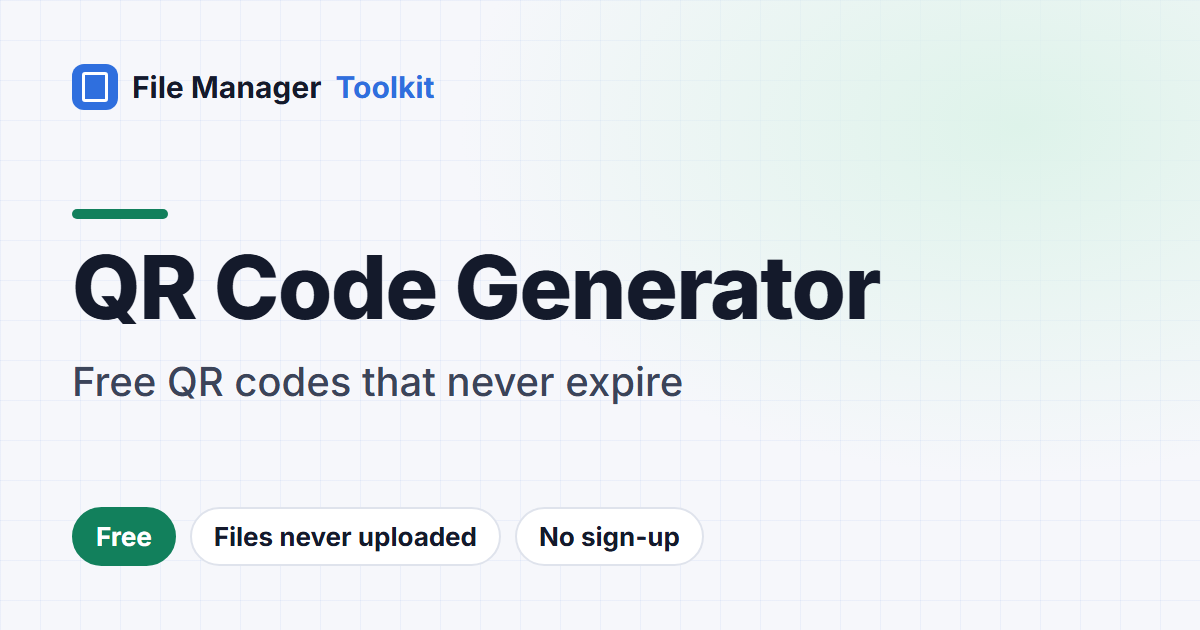 File Manager Toolkit
QR Code Generator
Free QR codes that never expire
Free
Files never uploaded
No sign-up